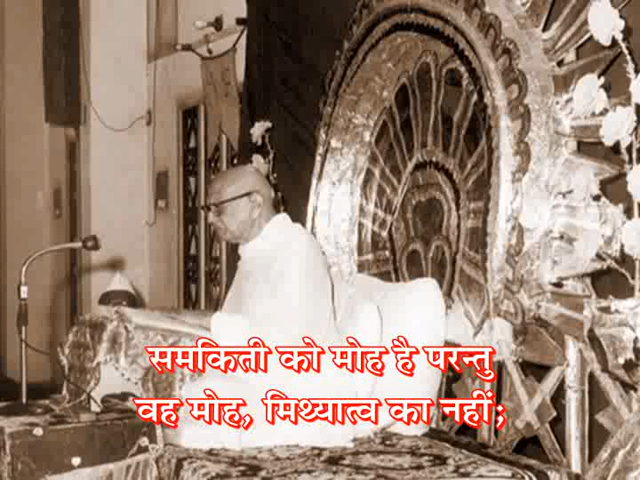 समकिती को मोह है परन्तु
वह मोह, मिथ्यात्व का नहीं;